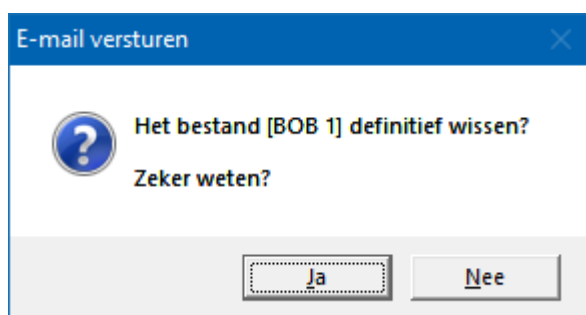 E-mail versturen
Het bestand [BOB 1] definitief wissen?
Zeker weten?
Ja
Nee